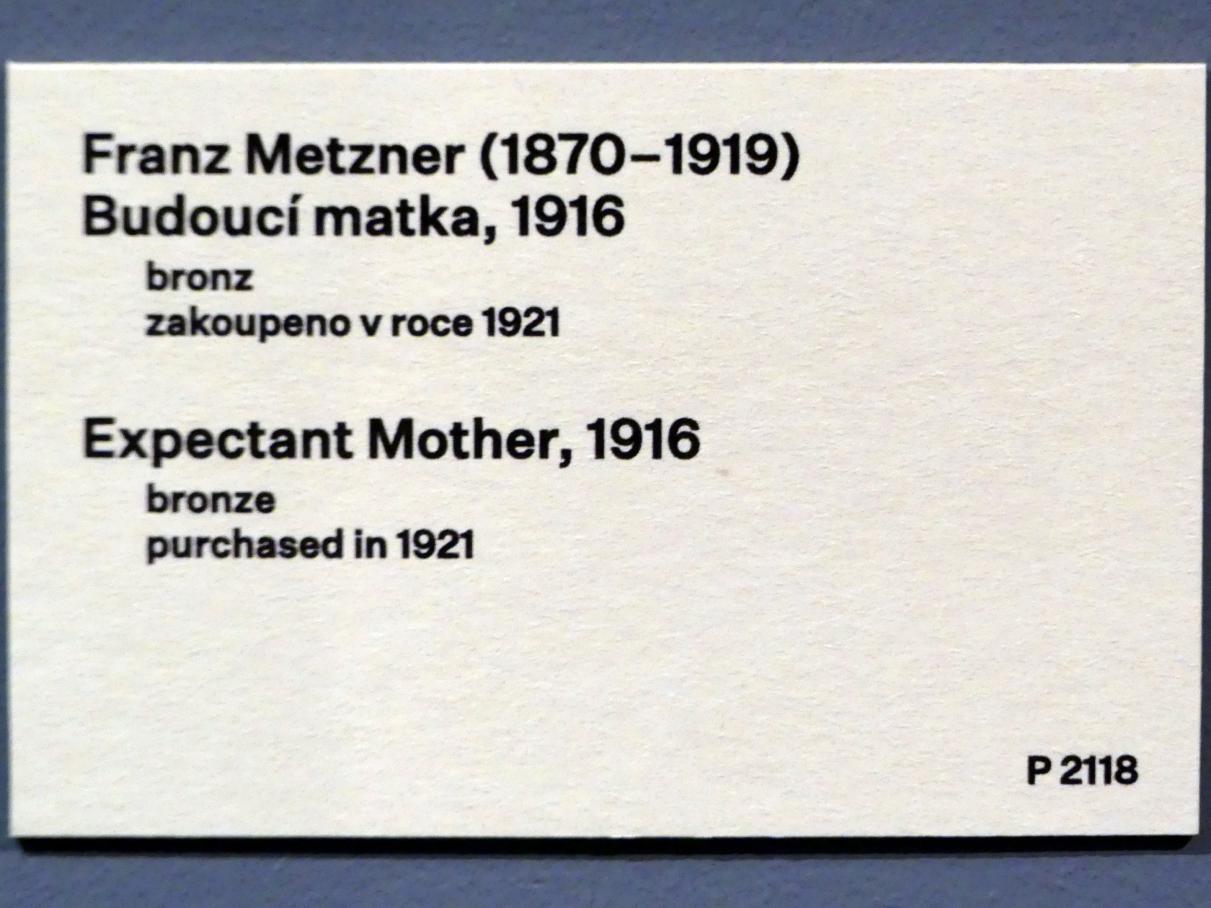 Franz Metzner (1870–1919)
Budoucí matka, 1916
bronz
zakoupeno v roce 1921
Expectant Mother, 1916
bronze
purchased in 1921
P 2118